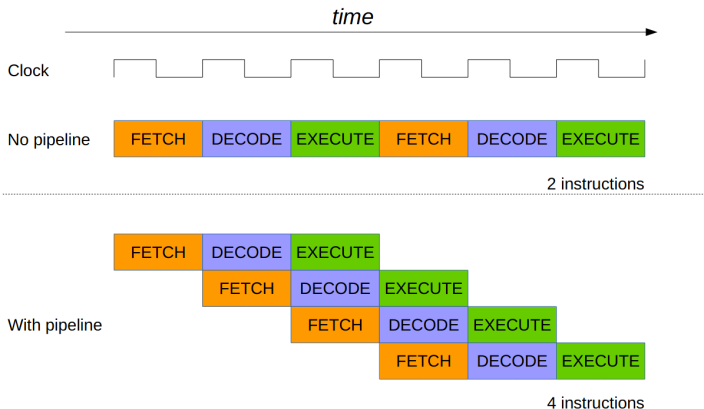 time
Clock
No pipeline FETCH DECODE EXECUTE FETCH DECODE EXECUTE
2 instructions
FETCH DECODE EXECUTE
FETCH DECODE EXECUTE
With pipeline FETCH DECODE EXECUTE
FETCH DECODE EXECUTE
4 instructions